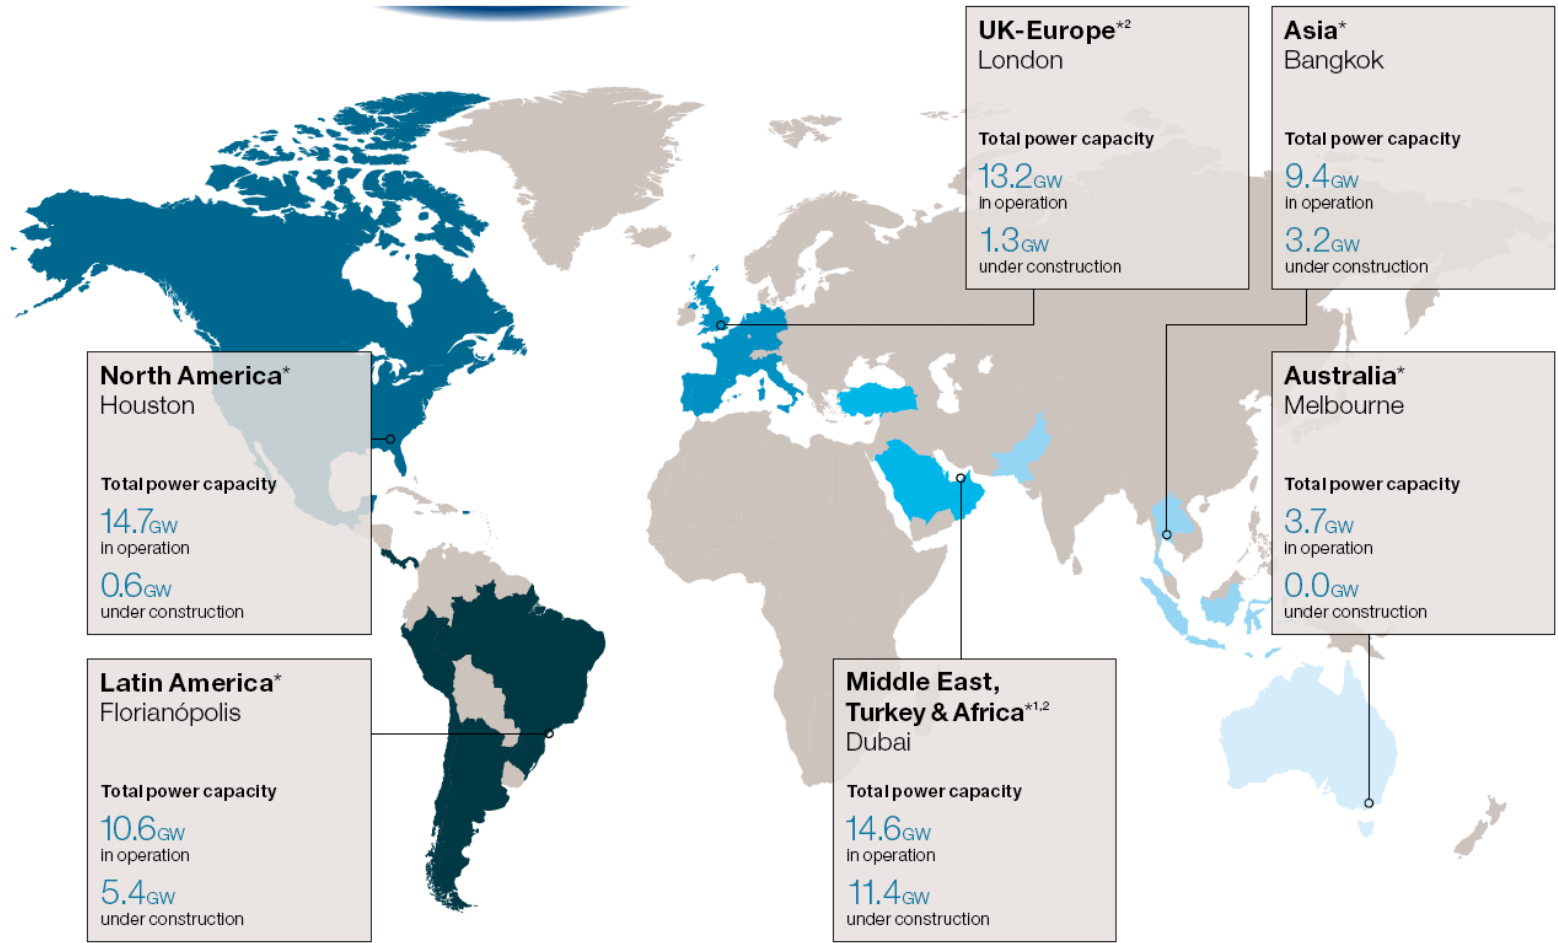 UK-Europe*2
London
Total power capacity
13.2GW
in operation
1.3GW
under construction
Asia*
Bangkok
Total power capacity
9.4GW
in operation
3.2GW
under construction
North America*
Houston
Total power capacity
14.7GW
in operation
0.6GW
under construction
Australia*
Melbourne
Total power capacity
3.7GW
in operation
0.0GW
under construction
Latin America*
Florianópolis
Total power capacity
10.6GW
in operation
5.4GW
under construction
Middle East,
Turkey & Africa*1,2
Dubai
Total power capacity
14.6GW
in operation
11.4GW
under construction